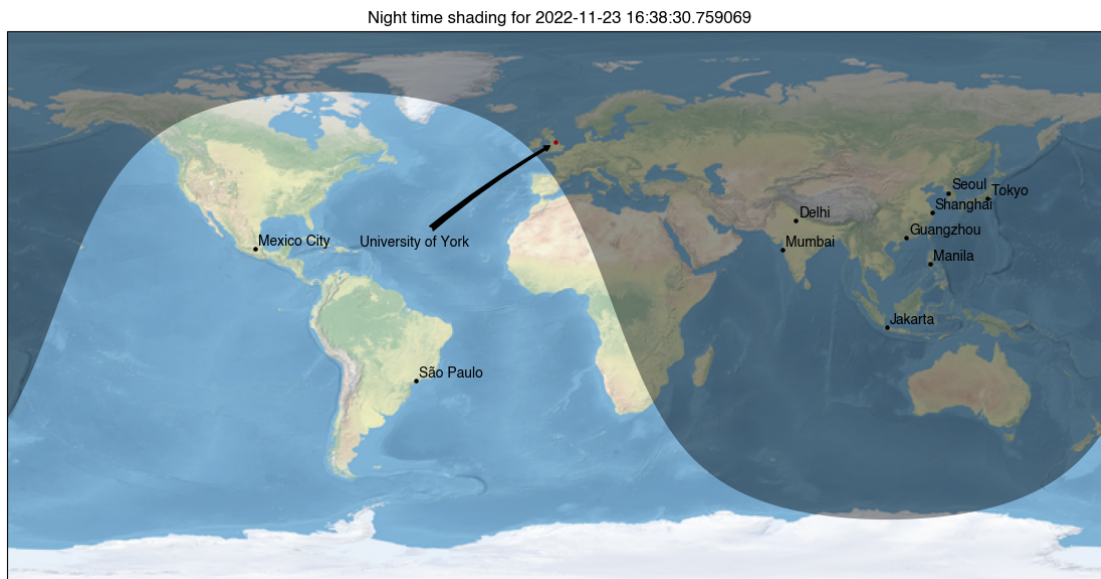 Night time shading for 2022-11-23 16:38:30.759069
Seoul
Tokyo
Shanghai
Delhi
Guangzhou
Mexico City
University of York
Mumbai
Manila
Jakarta
São Paulo